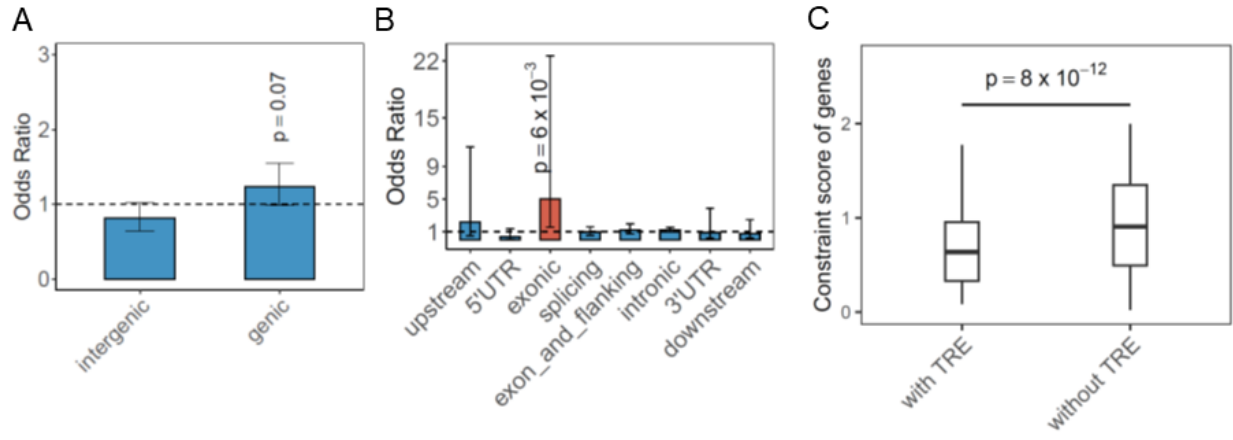 A
Odds Ratio
3
2
1
0
p = 0.07
intergenic
genic
B
Odds Ratio
22
15
9
5
1
p = 6 x 10⁻³
upstream
5'UTR
exonic
splicing
exon_and_flanking
intronic
3'UTR
downstream
C
Constraint score of genes
2
1
0
p = 8 x 10⁻¹²
with TRE
without TRE